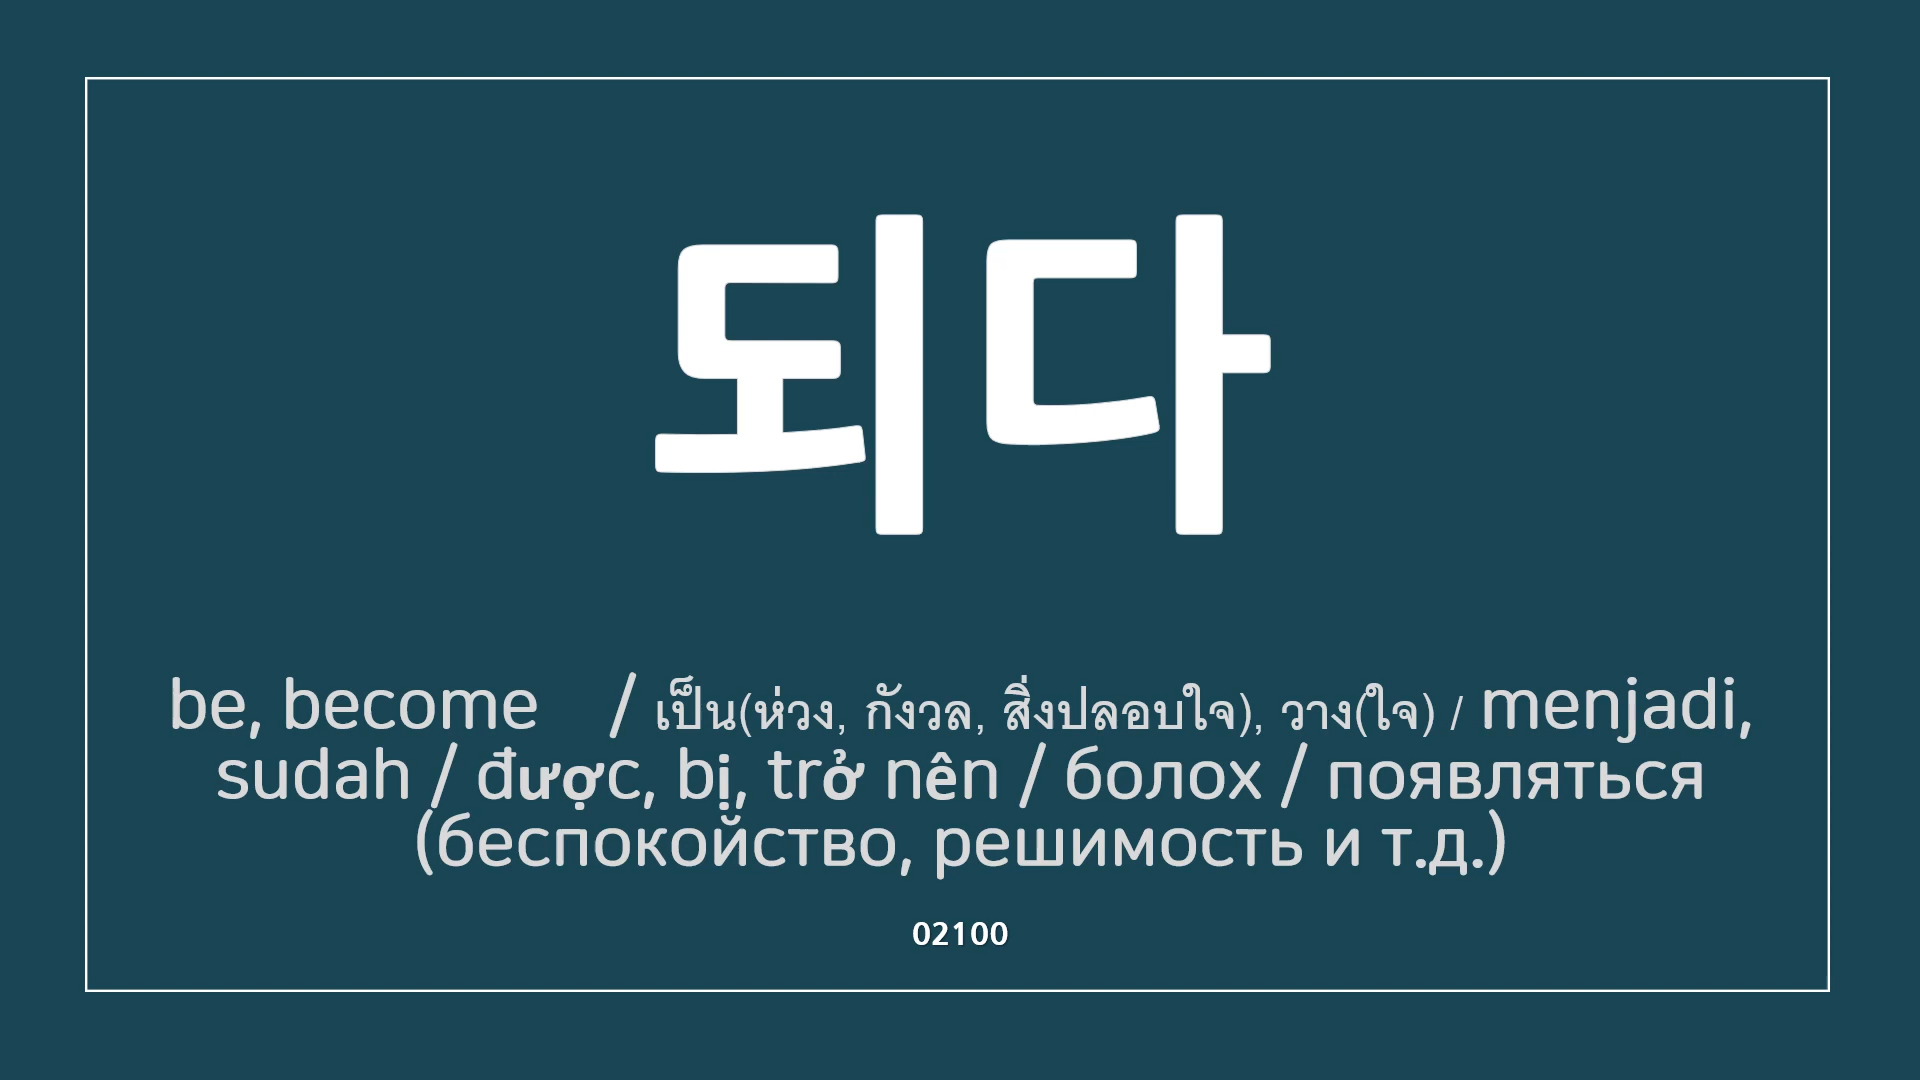 되다
be, become / เป็น(ห่วง, กังวล, สิ่งปลอบใจ), วาง(ใจ) / menjadi,
sudah / được, bị, trở nên / болох / появляться
(беспокойство, решимость и т.д.)
02100